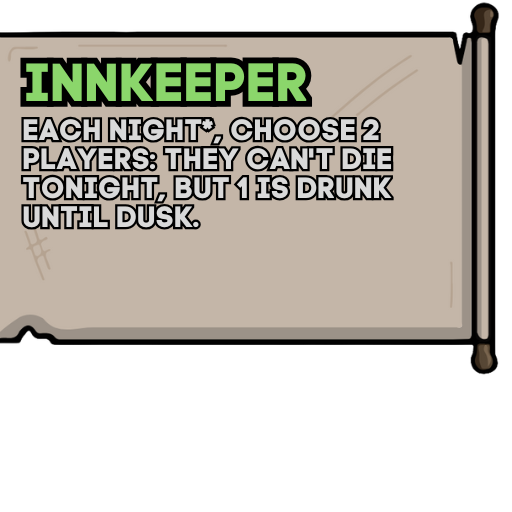 INNKEEPER
EACH NIGHT*, CHOOSE 2
PLAYERS: THEY CAN'T DIE
TONIGHT, BUT 1 IS DRUNK
UNTIL DUSK.